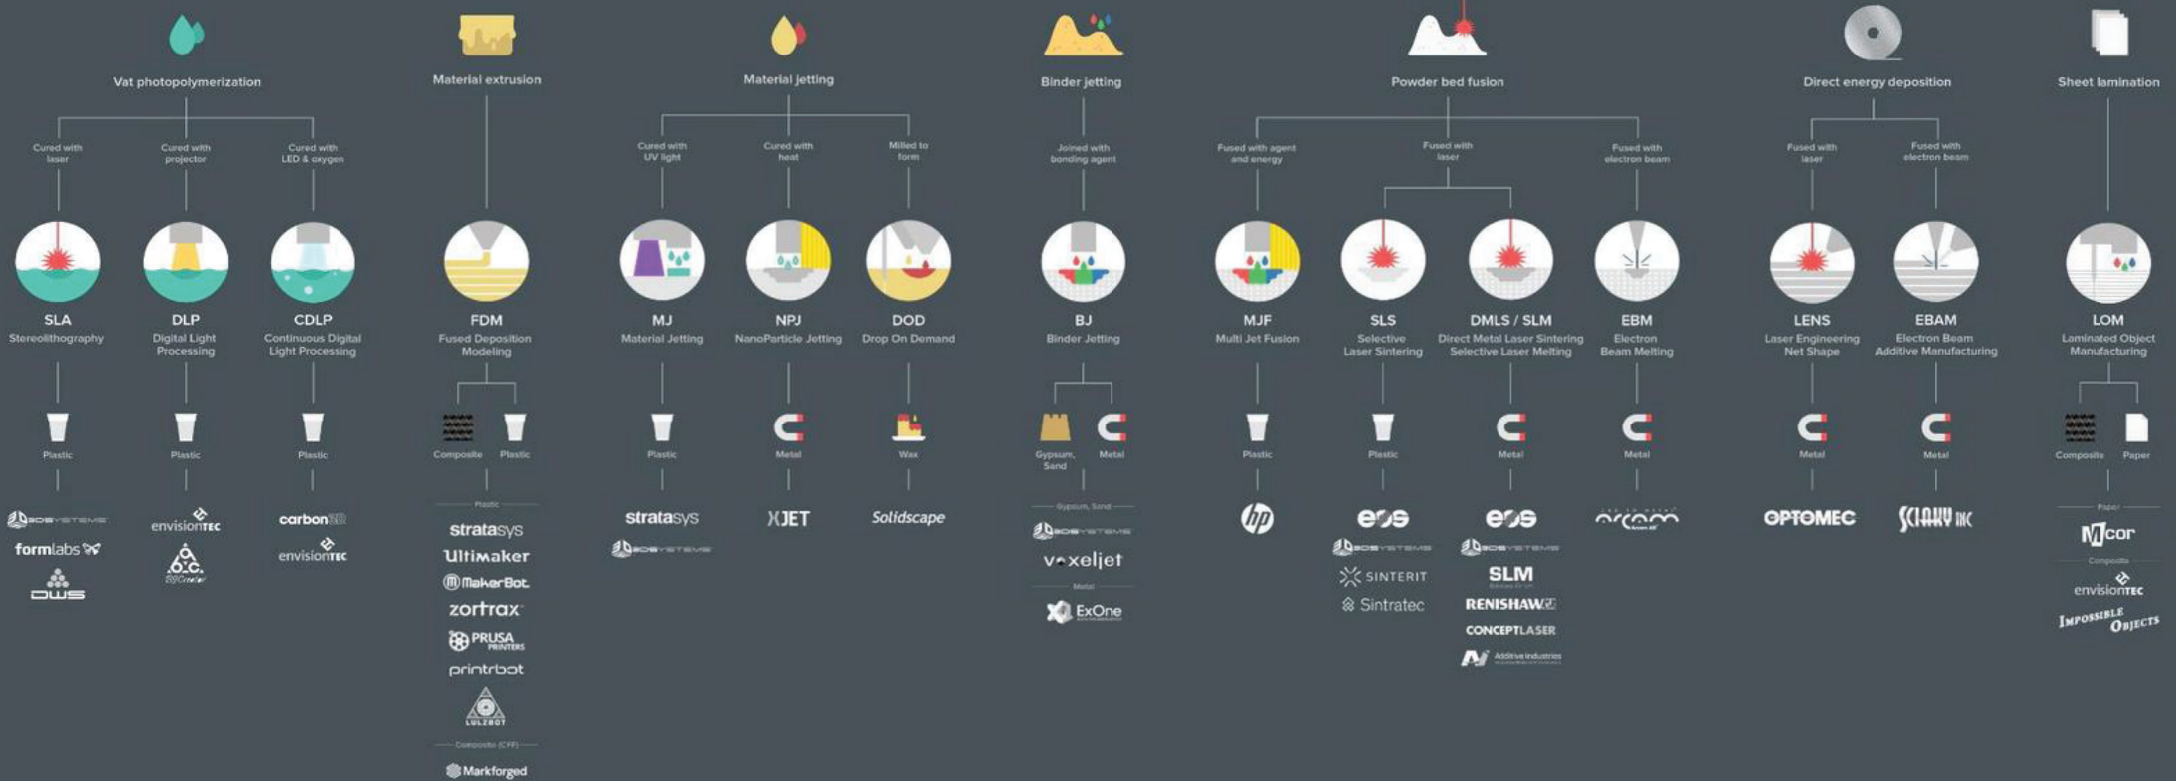 Vat photopolymerization
Material extrusion
Material jetting
Binder jetting
Powder bed fusion
Direct energy deposition
Sheet lamination
Cured with
laser
Cured with
projector
Cured with
LED & oxygen
Cured with
UV light
Cured with
heat
Milled to
form
Joined with
bonding agent
Fused with agent
and energy
Fused with
laser
Fused with
electron beam
Fused with
laser
Fused with
electron beam
SLA
Stereolithography
DLP
Digital Light
Processing
CDLP
Continuous Digital
Light Processing
FDM
Fused Deposition
Modeling
MJ
Material Jetting
NPJ
NanoParticle Jetting
DOD
Drop On Demand
BJ
Binder Jetting
MJF
Multi Jet Fusion
SLS
Selective
Laser Sintering
DMLS / SLM
Direct Metal Laser Sintering
Selective Laser Melting
EBM
Electron
Beam Melting
LENS
Laser Engineering
Net Shape
EBAM
Electron Beam
Additive Manufacturing
LOM
Laminated Object
Manufacturing
Plastic
Plastic
Plastic
Composite
Plastic
Plastic
Metal
Wax
Gypsum,
Sand
Metal
Plastic
Plastic
Metal
Metal
Metal
Metal
Composite
Paper
3DSYSTEMS
formlabs
DWS
envisionTEC
carbon3D
envisionTEC
Plastic
stratasys
Ultimaker
MakerBot.
zortrax
PRUSA
PRINTERS
printrbot
LULZBOT
Composite (CFF)
Markforged
stratasys
3DSYSTEMS
XJET
Solidscape
Gypsum, Sand
3DSYSTEMS
voxeljet
Metal
ExOne
hp
eos
3DSYSTEMS
SINTERIT
Sintratec
eos
3DSYSTEMS
SLM
RENISHAW
CONCEPTLASER
Additive Industries
arcam
OPTOMEC
SCIAKY INC
Paper
Mcor
Composite
envisionTEC
IMPOSSIBLE
OBJECTS